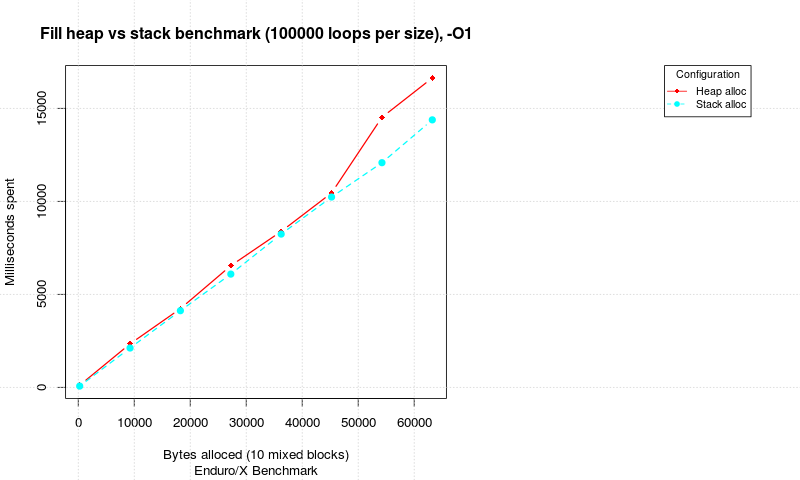 Fill heap vs stack benchmark (100000 loops per size), -O1
Configuration
Heap alloc
Stack alloc
Milliseconds spent
15000
10000
5000
0
0 10000 20000 30000 40000 50000 60000
Bytes alloced (10 mixed blocks)
Enduro/X Benchmark